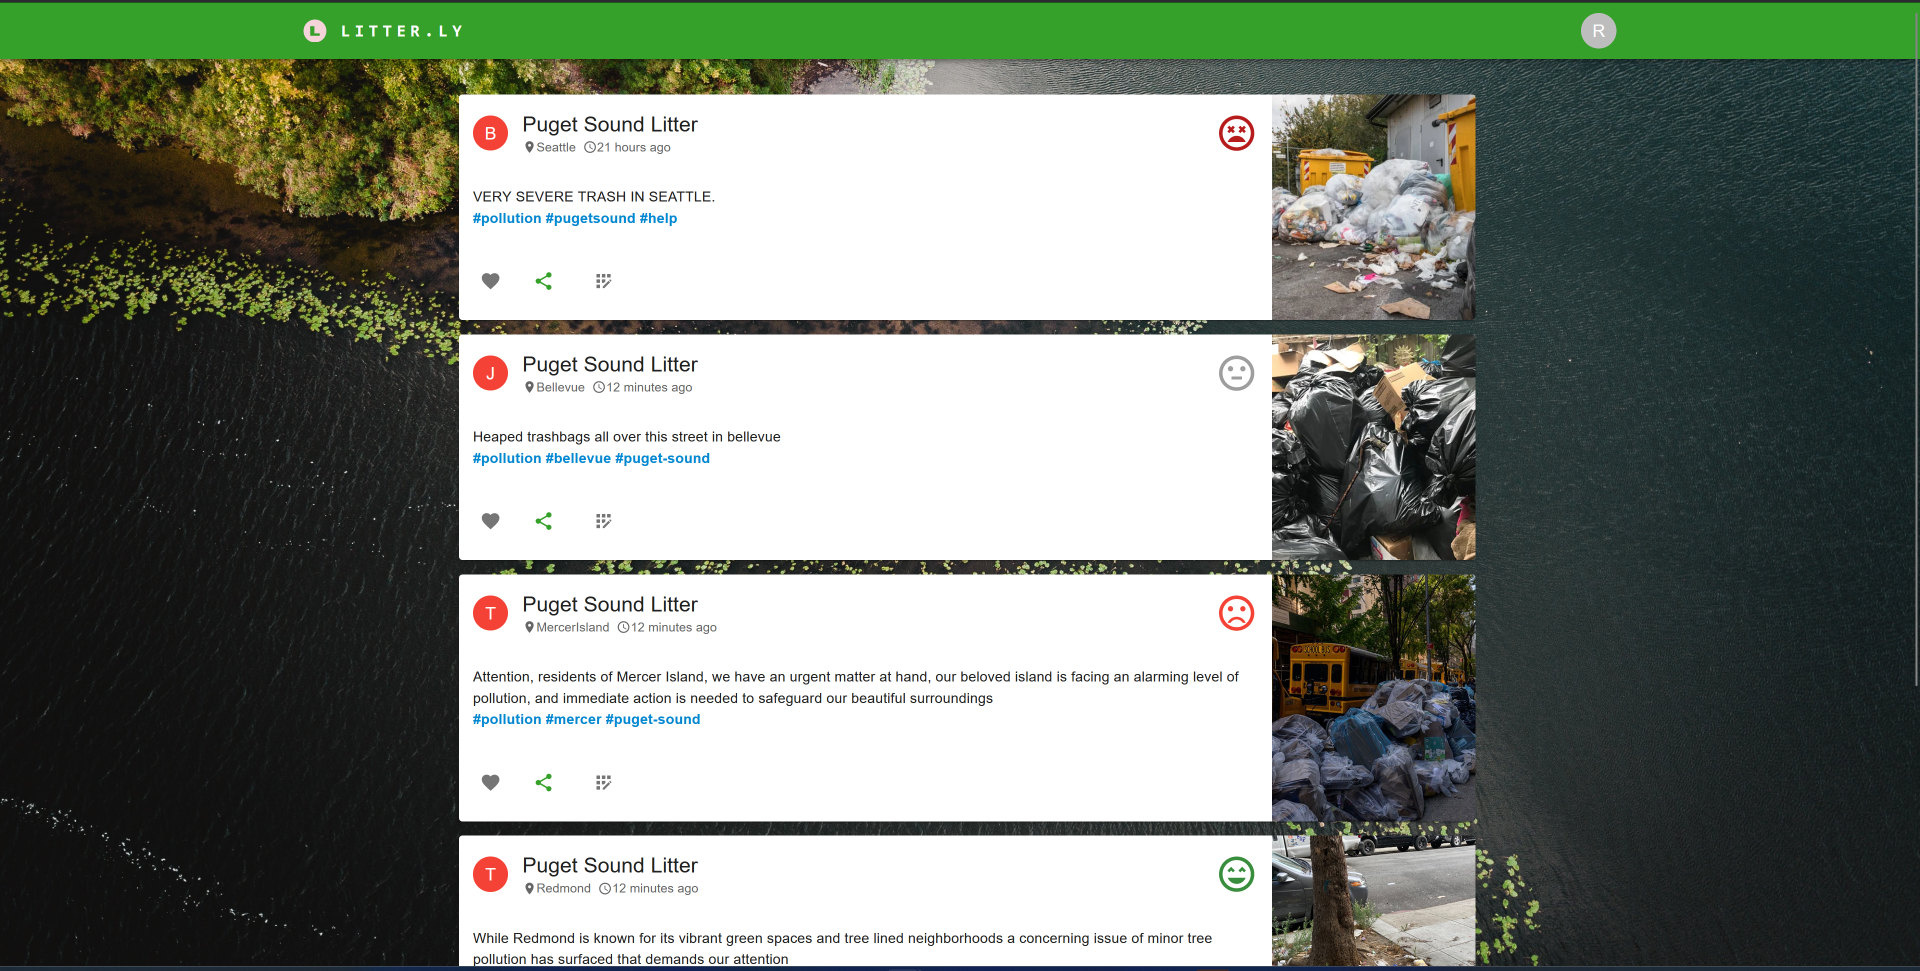 L LITTER.LY
R
B Puget Sound Litter
Seattle 21 hours ago
VERY SEVERE TRASH IN SEATTLE.
#pollution #pugetsound #help
J Puget Sound Litter
Bellevue 12 minutes ago
Heaped trashbags all over this street in bellevue
#pollution #bellevue #puget-sound
T Puget Sound Litter
MercerIsland 12 minutes ago
Attention, residents of Mercer Island, we have an urgent matter at hand, our beloved island is facing an alarming level of
pollution, and immediate action is needed to safeguard our beautiful surroundings
#pollution #mercer #puget-sound
T Puget Sound Litter
Redmond 12 minutes ago
While Redmond is known for its vibrant green spaces and tree lined neighborhoods a concerning issue of minor tree
pollution has surfaced that demands our attention